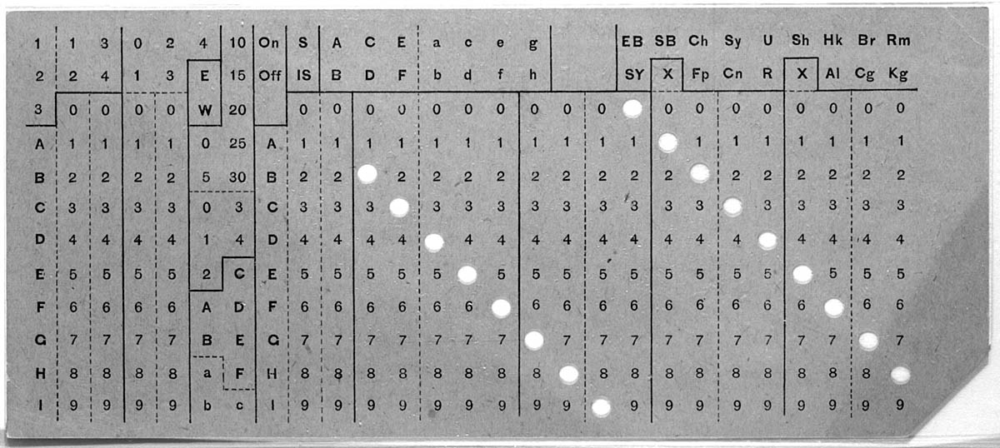 1 1 3 0 2 4 10 On S A C E a c e g EB SB Ch Sy U Sh Hk Br Rm
2 2 4 1 3 E 15 Off IS B D F b d f h SY X Fp Cn R X Al Cg Kg
3 0 0 0 0 W 20 0 0 0 0 0 0 0 0 0 0 0 0 0 0 0 0 0 0
A 1 1 1 1 0 25 A 1 1 1 1 1 1 1 1 1 1 1 1 1 1 1 1 1 1
B 2 2 2 2 5 30 B 2 2 2 2 2 2 2 2 2 2 2 2 2 2 2 2 2
C 3 3 3 3 0 3 C 3 3 3 3 3 3 3 3 3 3 3 3 3 3 3 3 3
D 4 4 4 4 1 4 D 4 4 4 4 4 4 4 4 4 4 4 4 4 4 4 4 4
E 5 5 5 5 2 C E 5 5 5 5 5 5 5 5 5 5 5 5 5 5 5 5 5
F 6 6 6 6 A D F 6 6 6 6 6 6 6 6 6 6 6 6 6 6 6 6 6
G 7 7 7 7 B E G 7 7 7 7 7 7 7 7 7 7 7 7 7 7 7 7 7
H 8 8 8 8 a F H 8 8 8 8 8 8 8 8 8 8 8 8 8 8 8 8 8
I 9 9 9 9 b c I 9 9 9 9 9 9 9 9 9 9 9 9 9 9 9 9 9 9